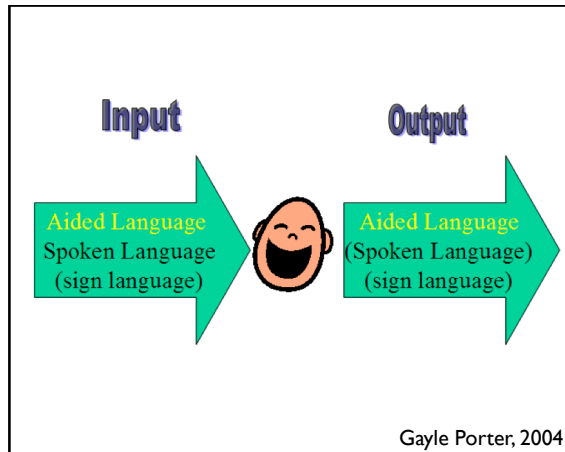 Input
Output
Aided Language
Spoken Language
(sign language)
Aided Language
(Spoken Language)
(sign language)
Gayle Porter, 2004